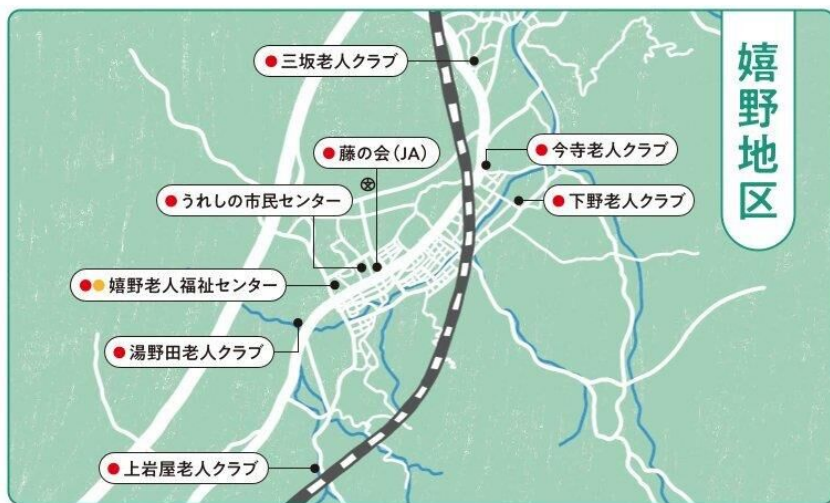 嬉野地区
三坂老人クラブ
藤の会(JA)
今寺老人クラブ
うれしの市民センター
下野老人クラブ
嬉野老人福祉センター
湯野田老人クラブ
上岩屋老人クラブ